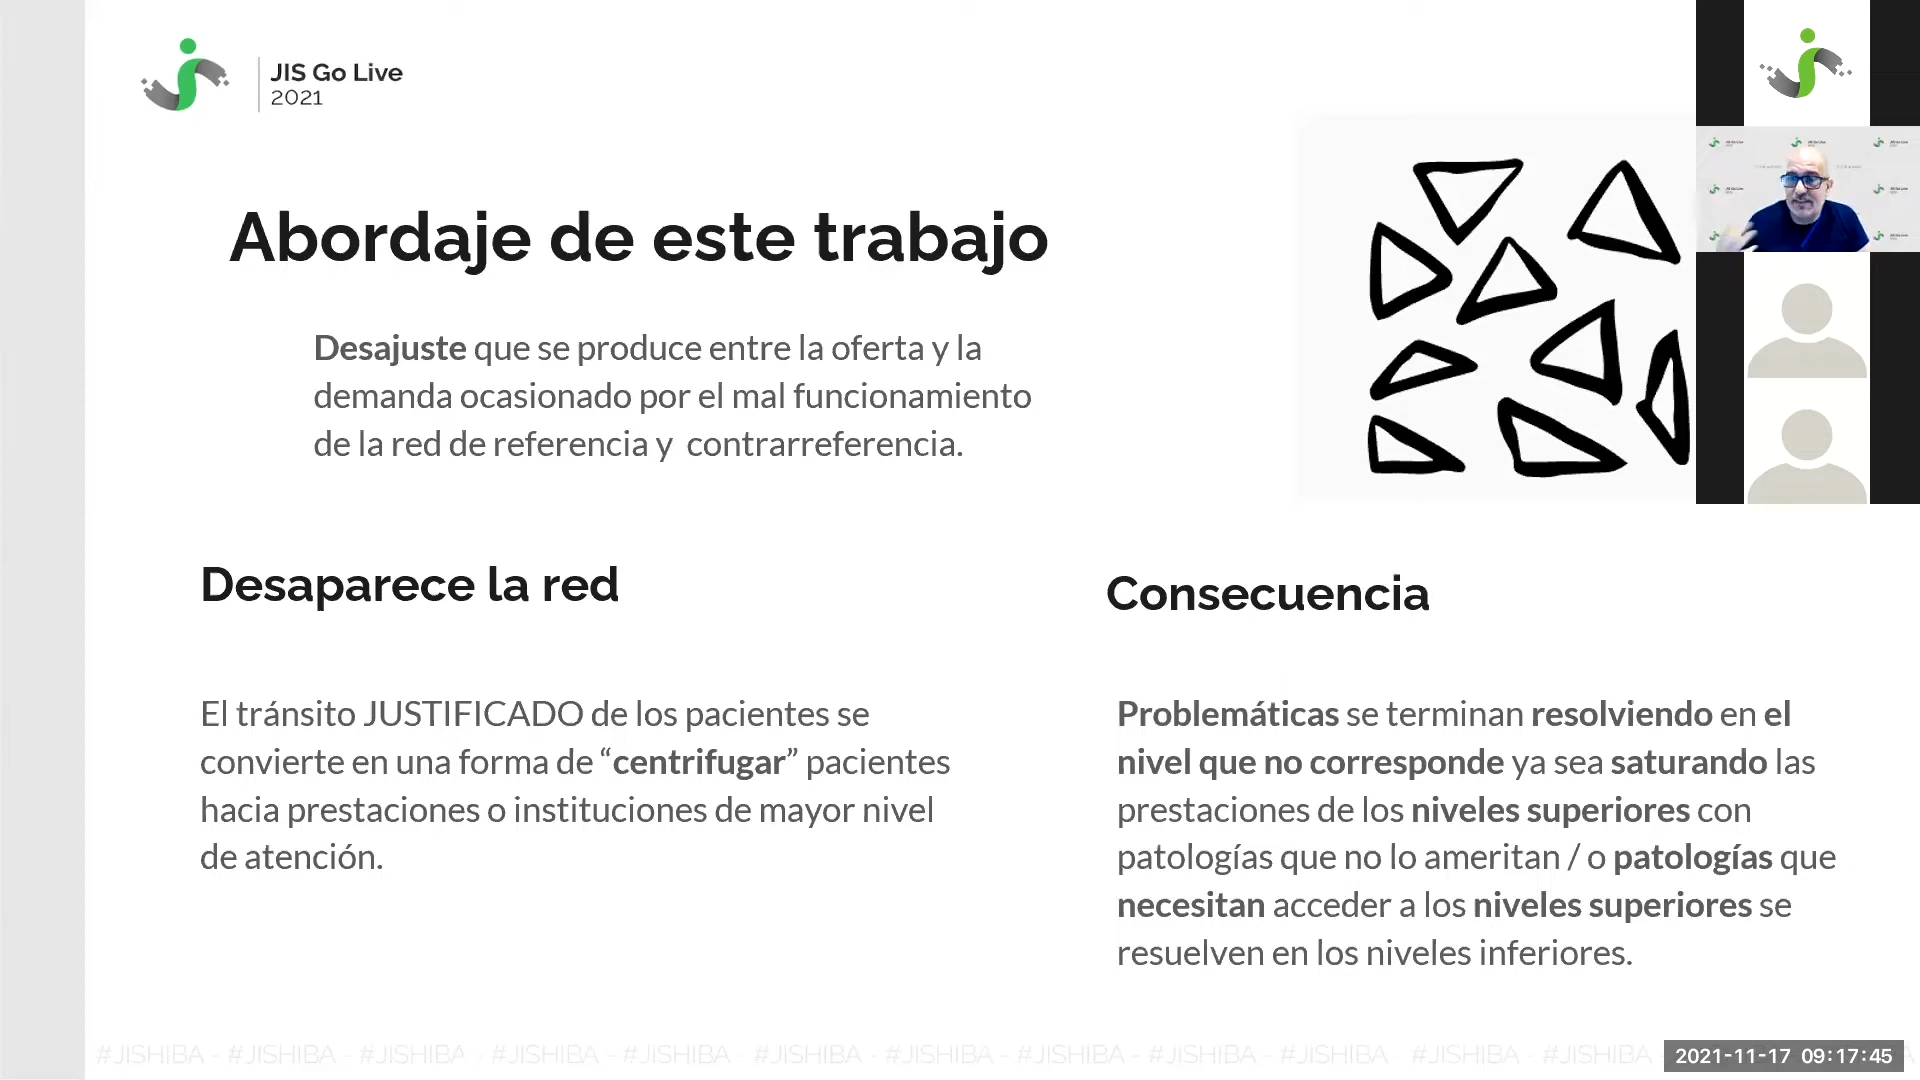 JIS Go Live
2021
Abordaje de este trabajo
Desajuste que se produce entre la oferta y la
demanda ocasionado por el mal funcionamiento
de la red de referencia y contrarreferencia.
Desaparece la red
El tránsito JUSTIFICADO de los pacientes se
convierte en una forma de “centrifugar” pacientes
hacia prestaciones o instituciones de mayor nivel
de atención.
Consecuencia
Problemáticas se terminan resolviendo en el
nivel que no corresponde ya sea saturando las
prestaciones de los niveles superiores con
patologías que no lo ameritan / o patologías que
necesitan acceder a los niveles superiores se
resuelven en los niveles inferiores.
#JISHIBA - #JISHIBA - #JISHIBA - #JISHIBA - #JISHIBA - #JISHIBA - #JISHIBA - #JISHIBA - #JISHIBA - #JISHIBA - #JISHIBA - #JISHIBA -
2021-11-17 09:17:45